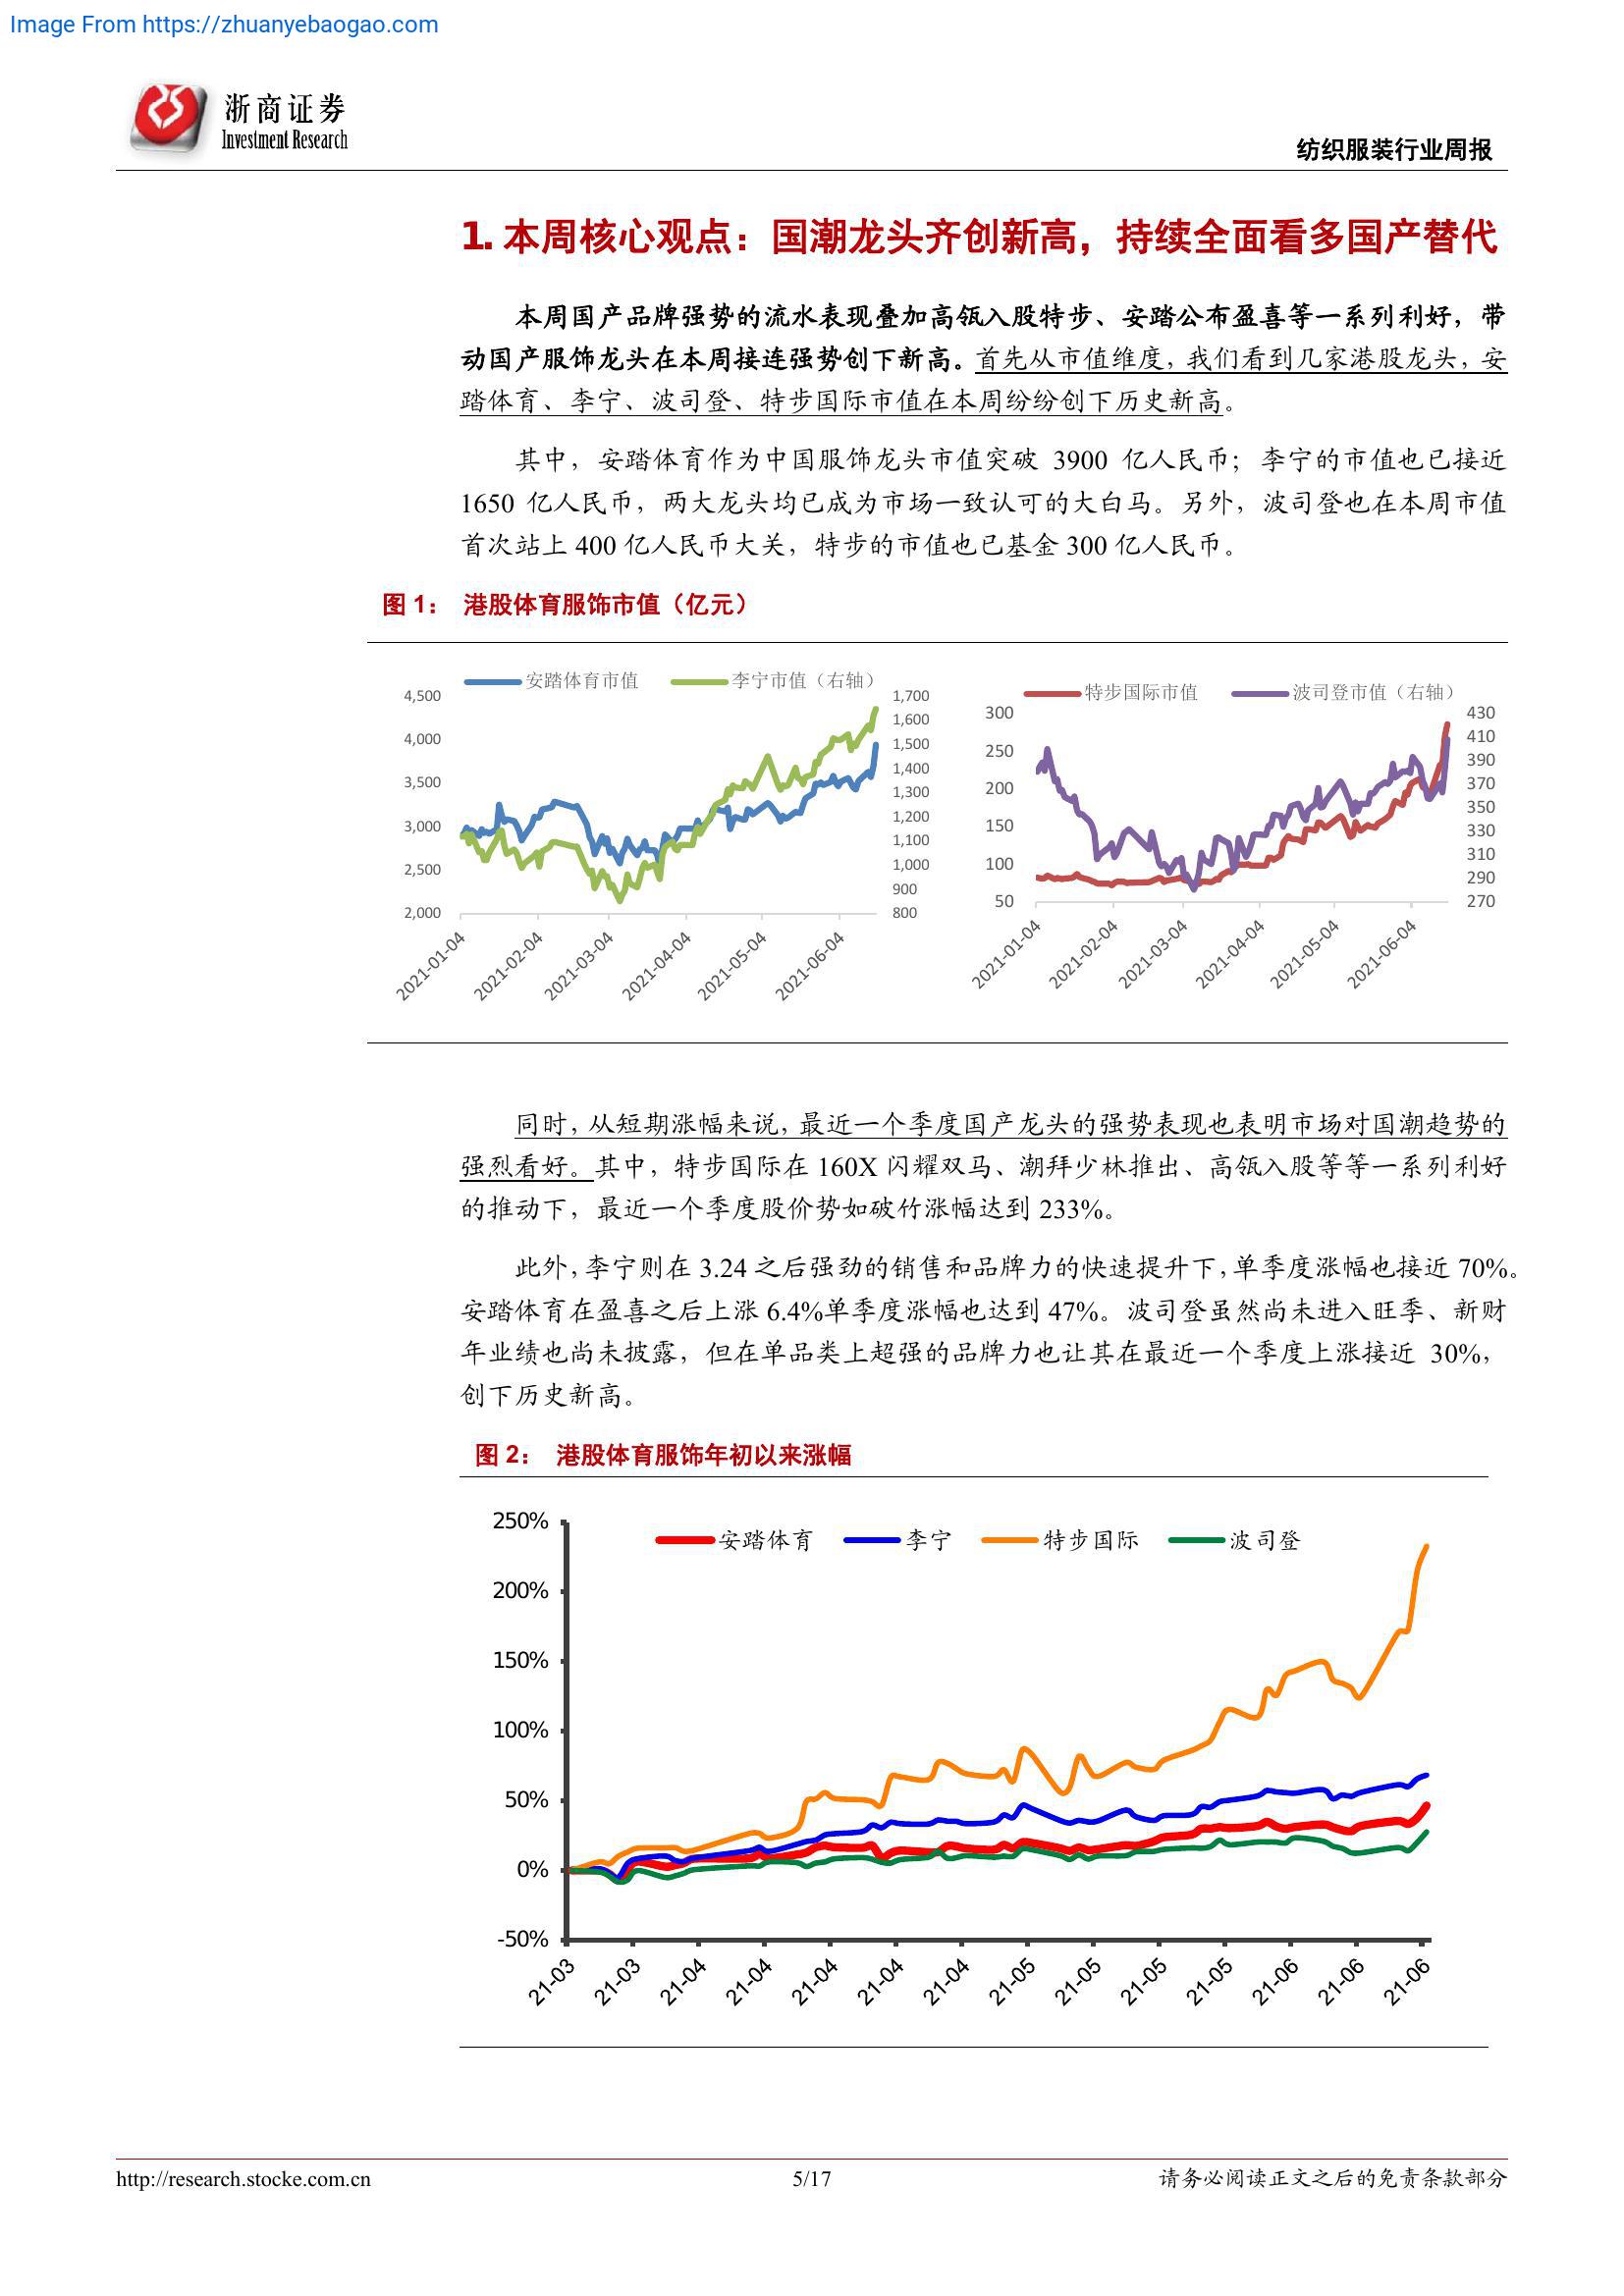 Image From https://zhuanyebaogao.com
浙商证券
Investment Research
纺织服装行业周报
1. 本周核心观点：国潮龙头齐创新高，持续全面看多国产替代
本周国产品牌强势的流水表现叠加高瓴入股特步、安踏公布盈喜等一系列利好，带
动国产服饰龙头在本周接连强势创下新高。首先从市值维度，我们看到几家港股龙头，安
踏体育、李宁、波司登、特步国际市值在本周纷纷创下历史新高。
其中，安踏体育作为中国服饰龙头市值突破 3900 亿人民币；李宁的市值也已接近
1650 亿人民币，两大龙头均已成为市场一致认可的大白马。另外，波司登也在本周市值
首次站上 400 亿人民币大关，特步的市值也已基金 300 亿人民币。
图 1： 港股体育服饰市值（亿元）
安踏体育市值 李宁市值（右轴）
4,500
4,000
3,500
3,000
2,500
2,000
1,700
1,600
1,500
1,400
1,300
1,200
1,100
1,000
900
800
2021-01-04
2021-02-04
2021-03-04
2021-04-04
2021-05-04
2021-06-04
特步国际市值 波司登市值（右轴）
300
250
200
150
100
50
430
410
390
370
350
330
310
290
270
2021-01-04
2021-02-04
2021-03-04
2021-04-04
2021-05-04
2021-06-04
同时，从短期涨幅来说，最近一个季度国产龙头的强势表现也表明市场对国潮趋势的
强烈看好。其中，特步国际在 160X 闪耀双马、潮拜少林推出、高瓴入股等等一系列利好
的推动下，最近一个季度股价势如破竹涨幅达到 233%。
此外，李宁则在 3.24 之后强劲的销售和品牌力的快速提升下，单季度涨幅也接近 70%。
安踏体育在盈喜之后上涨 6.4%单季度涨幅也达到 47%。波司登虽然尚未进入旺季、新财
年业绩也尚未披露，但在单品类上超强的品牌力也让其在最近一个季度上涨接近 30%，
创下历史新高。
图 2： 港股体育服饰年初以来涨幅
安踏体育 李宁 特步国际 波司登
250%
200%
150%
100%
50%
0%
-50%
21-03
21-03
21-04
21-04
21-04
21-04
21-04
21-05
21-05
21-05
21-05
21-06
21-06
21-06
http://research.stocke.com.cn
5/17
请务必阅读正文之后的免责条款部分